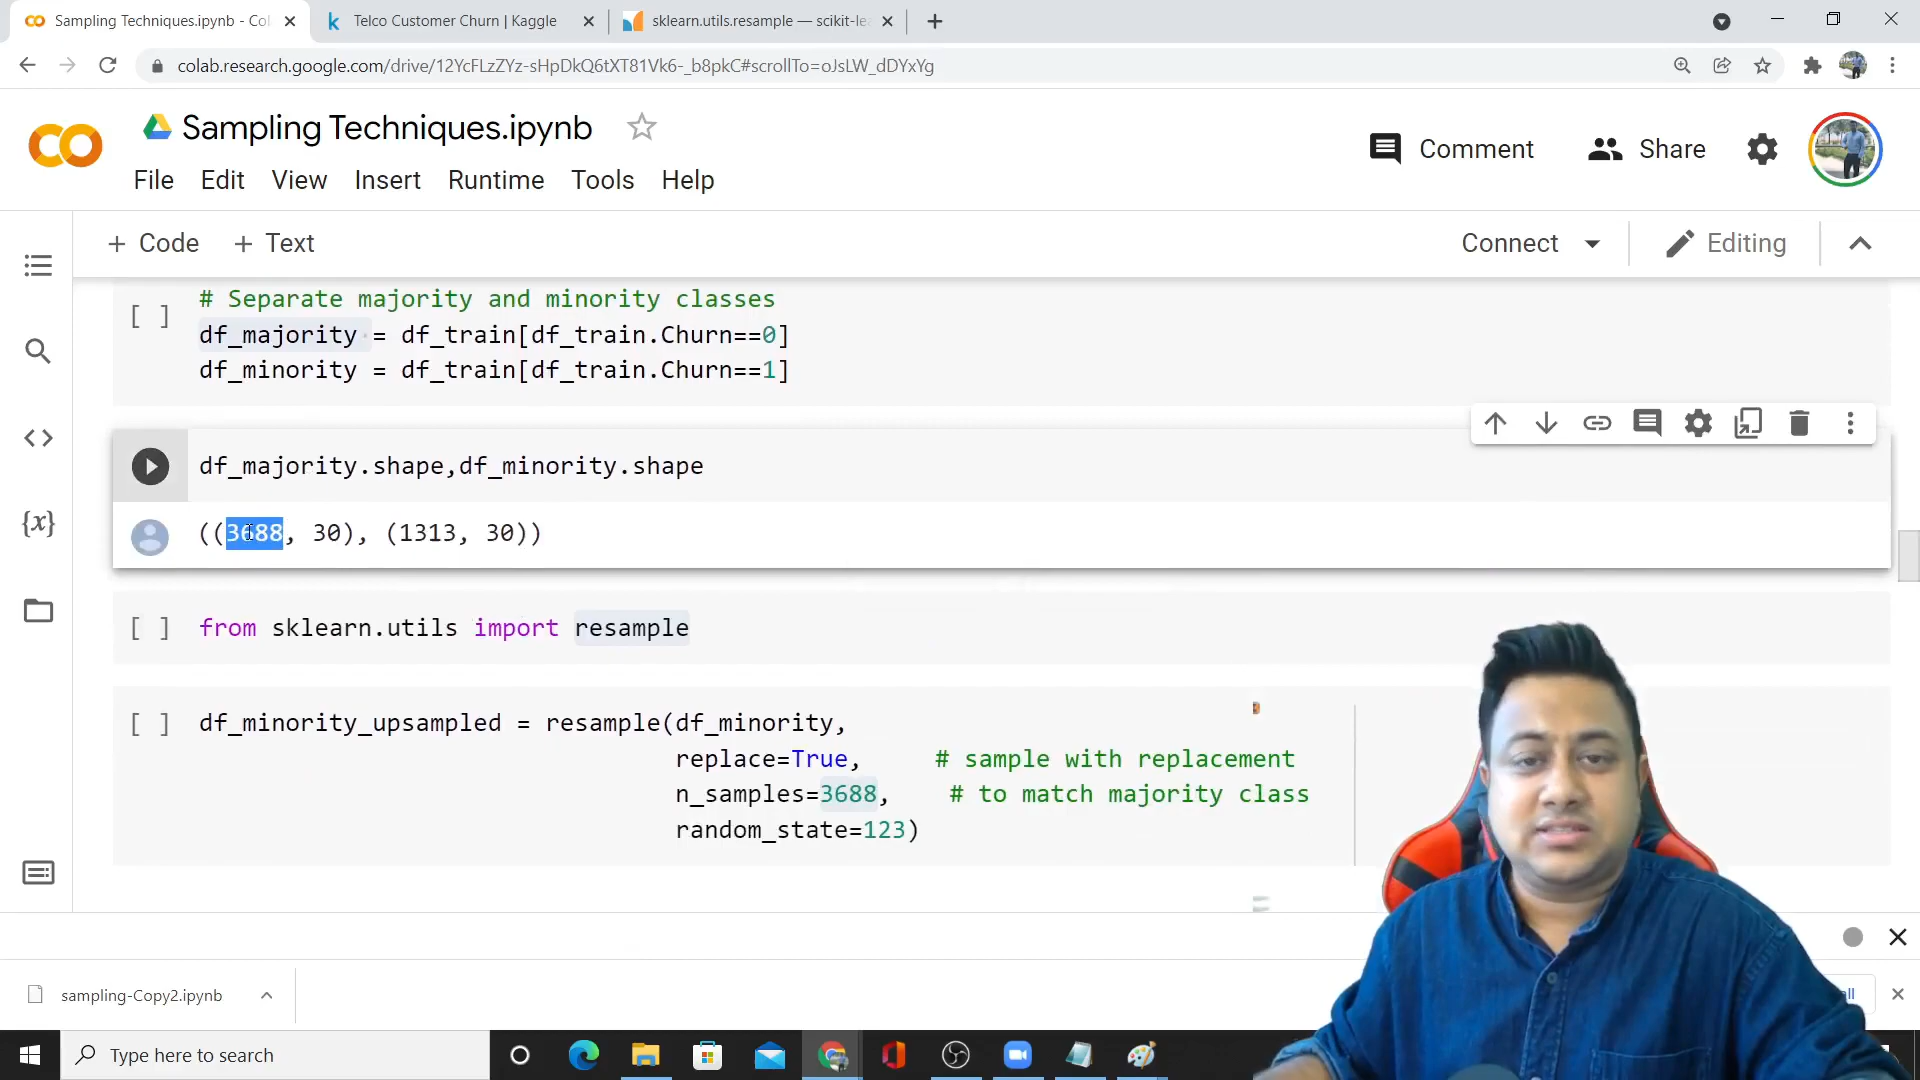 Sampling Techniques.ipynb - Col
Telco Customer Churn | Kaggle
sklearn.utils.resample — scikit-lea
colab.research.google.com/drive/12YcFLzZYz-sHpDkQ6tXT81Vk6-_b8pkC#scrollTo=oJsLW_dDYxYg
Sampling Techniques.ipynb
Comment
Share
File Edit View Insert Runtime Tools Help
+ Code + Text
Connect
Editing
[ ] # Separate majority and minority classes
df_majority = df_train[df_train.Churn==0]
df_minority = df_train[df_train.Churn==1]
df_majority.shape,df_minority.shape
((3688, 30), (1313, 30))
[ ] from sklearn.utils import resample
[ ] df_minority_upsampled = resample(df_minority,
replace=True, # sample with replacement
n_samples=3688, # to match majority class
random_state=123)
sampling-Copy2.ipynb
Type here to search